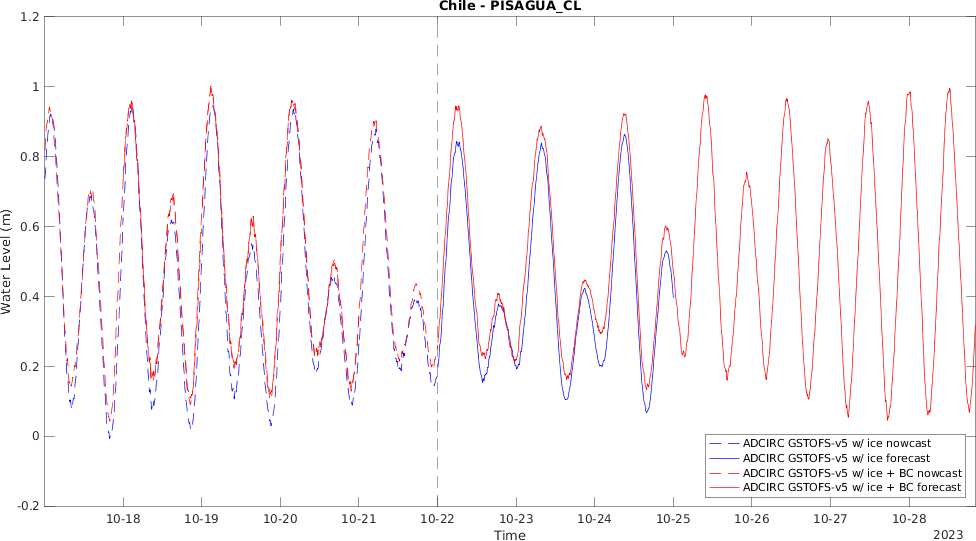 Chile - PISAGUA_CL
1.2
1
0.8
0.6
0.4
0.2
0
-0.2
Water Level (m)
ADCIRC GSTOFS-v5 w/ ice nowcast
ADCIRC GSTOFS-v5 w/ ice forecast
ADCIRC GSTOFS-v5 w/ ice + BC nowcast
ADCIRC GSTOFS-v5 w/ ice + BC forecast
10-18 10-19 10-20 10-21 10-22 10-23 10-24 10-25 10-26 10-27 10-28
Time
2023